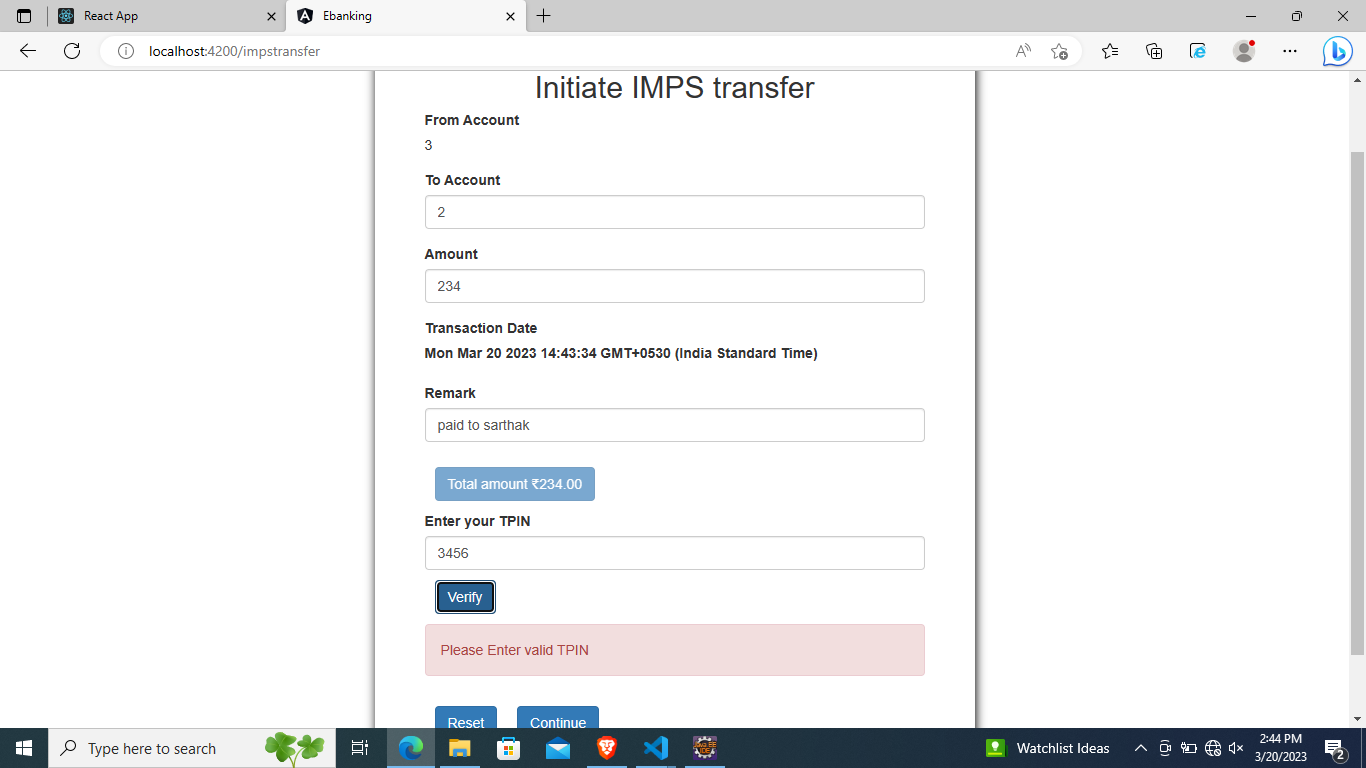 React App
Ebanking
localhost:4200/impstransfer
Initiate IMPS transfer
From Account
3
To Account
2
Amount
234
Transaction Date
Mon Mar 20 2023 14:43:34 GMT+0530 (India Standard Time)
Remark
paid to sarthak
Total amount ₹234.00
Enter your TPIN
3456
Verify
Please Enter valid TPIN
Reset Continue
Type here to search
Watchlist Ideas
2:44 PM
3/20/2023
2